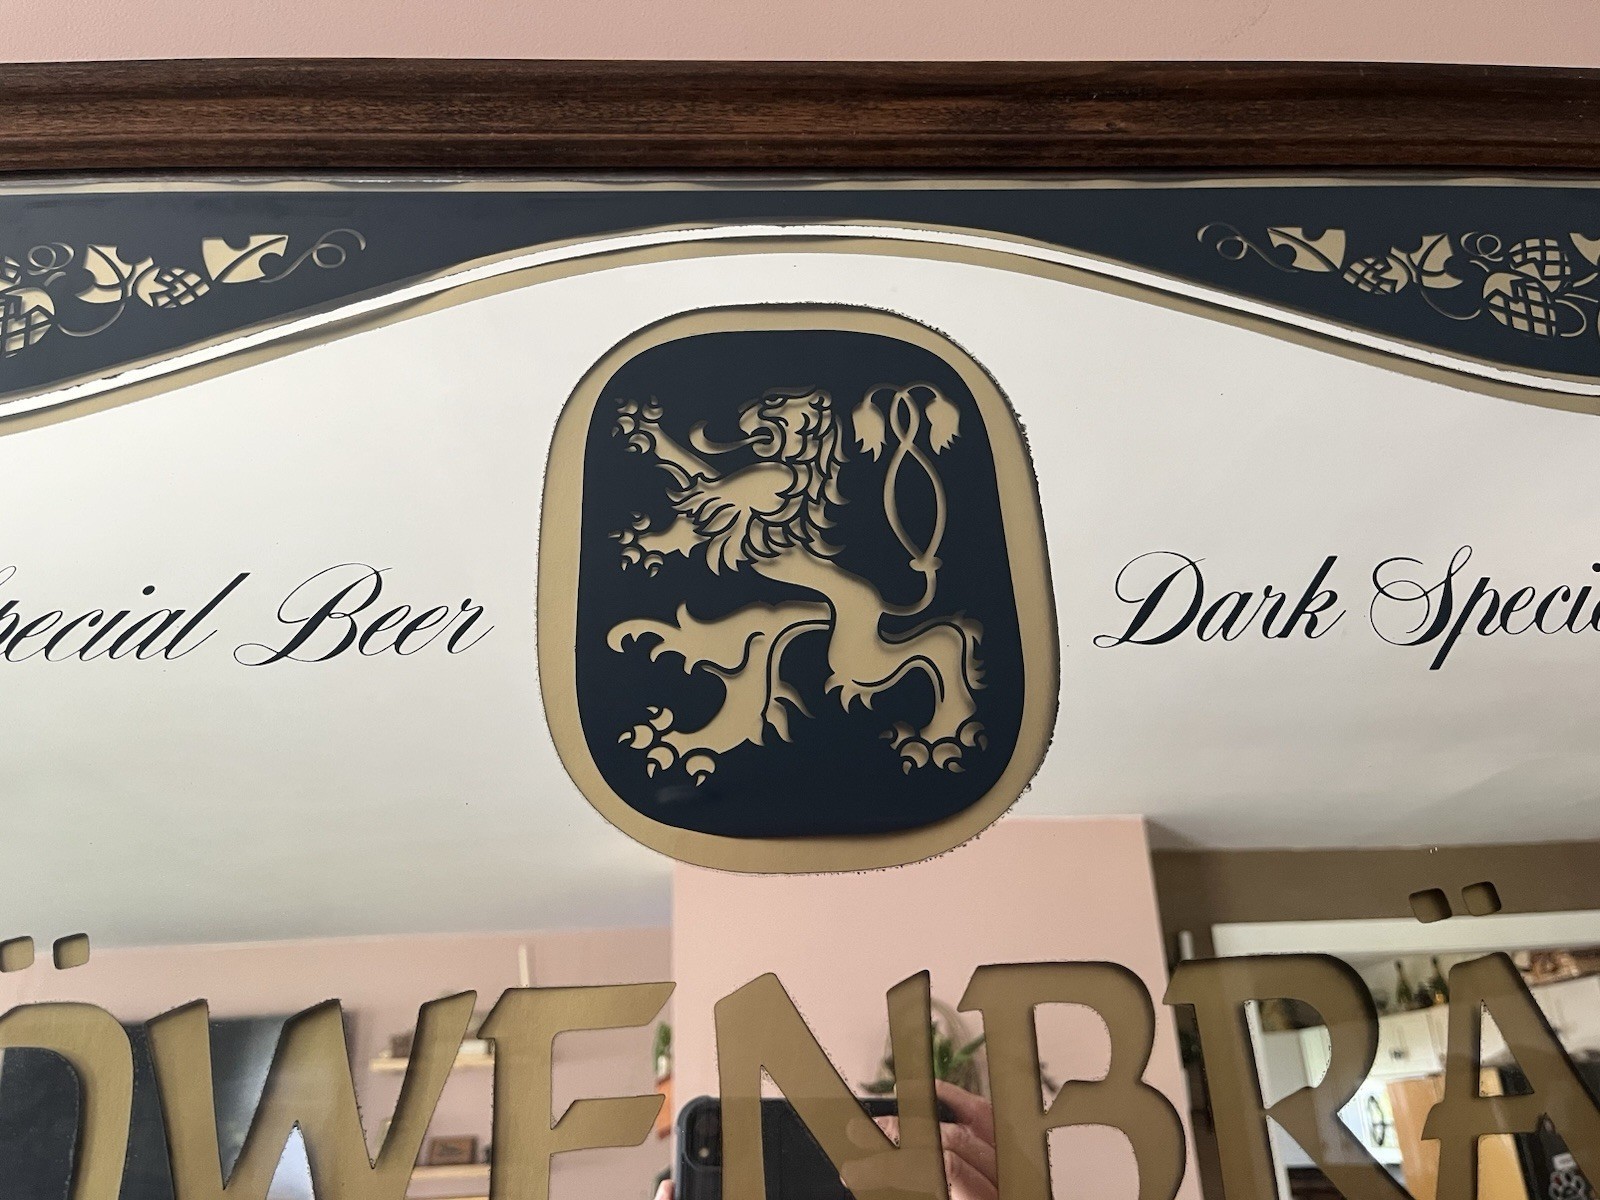 pecial Beer
Dark Speci
ÖWENBRÄ